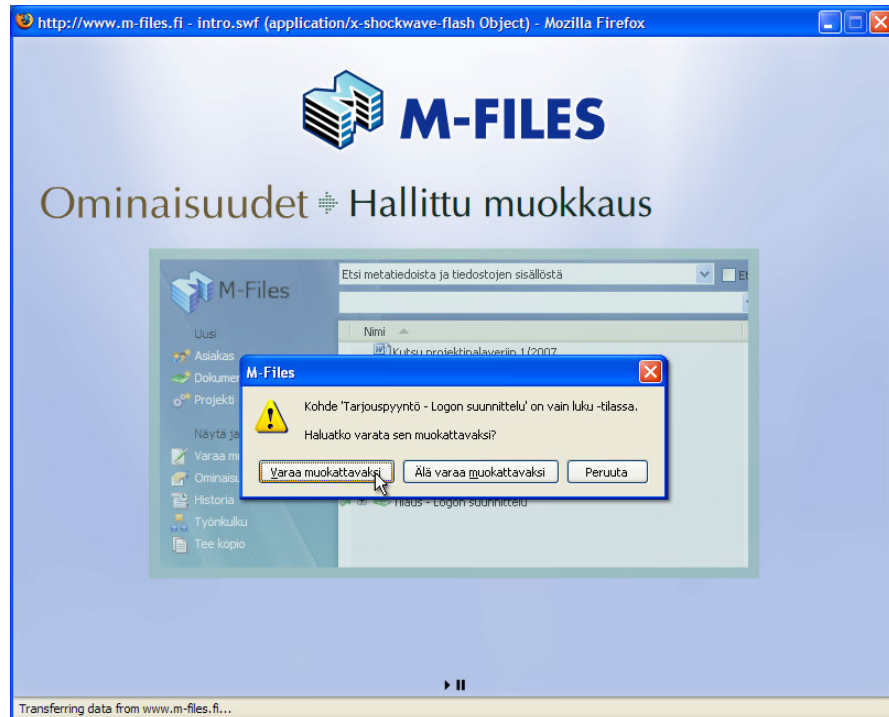 http://www.m-files.fi - intro.swf (application/x-shockwave-flash Object) - Mozilla Firefox
M-FILES
Ominaisuudet Hallittu muokkaus
M-Files
Etsi metatiedoista ja tiedostojen sisällöstä
Uusi
Asiakas
Projekti
Näytä ja
Varaa
Historia
Työnkulku
Tee kopio
Nimi
Kutsu projektipalaveriin 1/2007
M-Files
Kohde 'Tarjouspyyntö - Logon suunnittelu' on vain luku -tilassa.
Haluatko varata sen muokattavaksi?
Varaa muokattavaksi
Älä varaa muokattavaksi
Peruuta
Tilaus - Logon suunnittelu
Transferring data from www.m-files.fi...